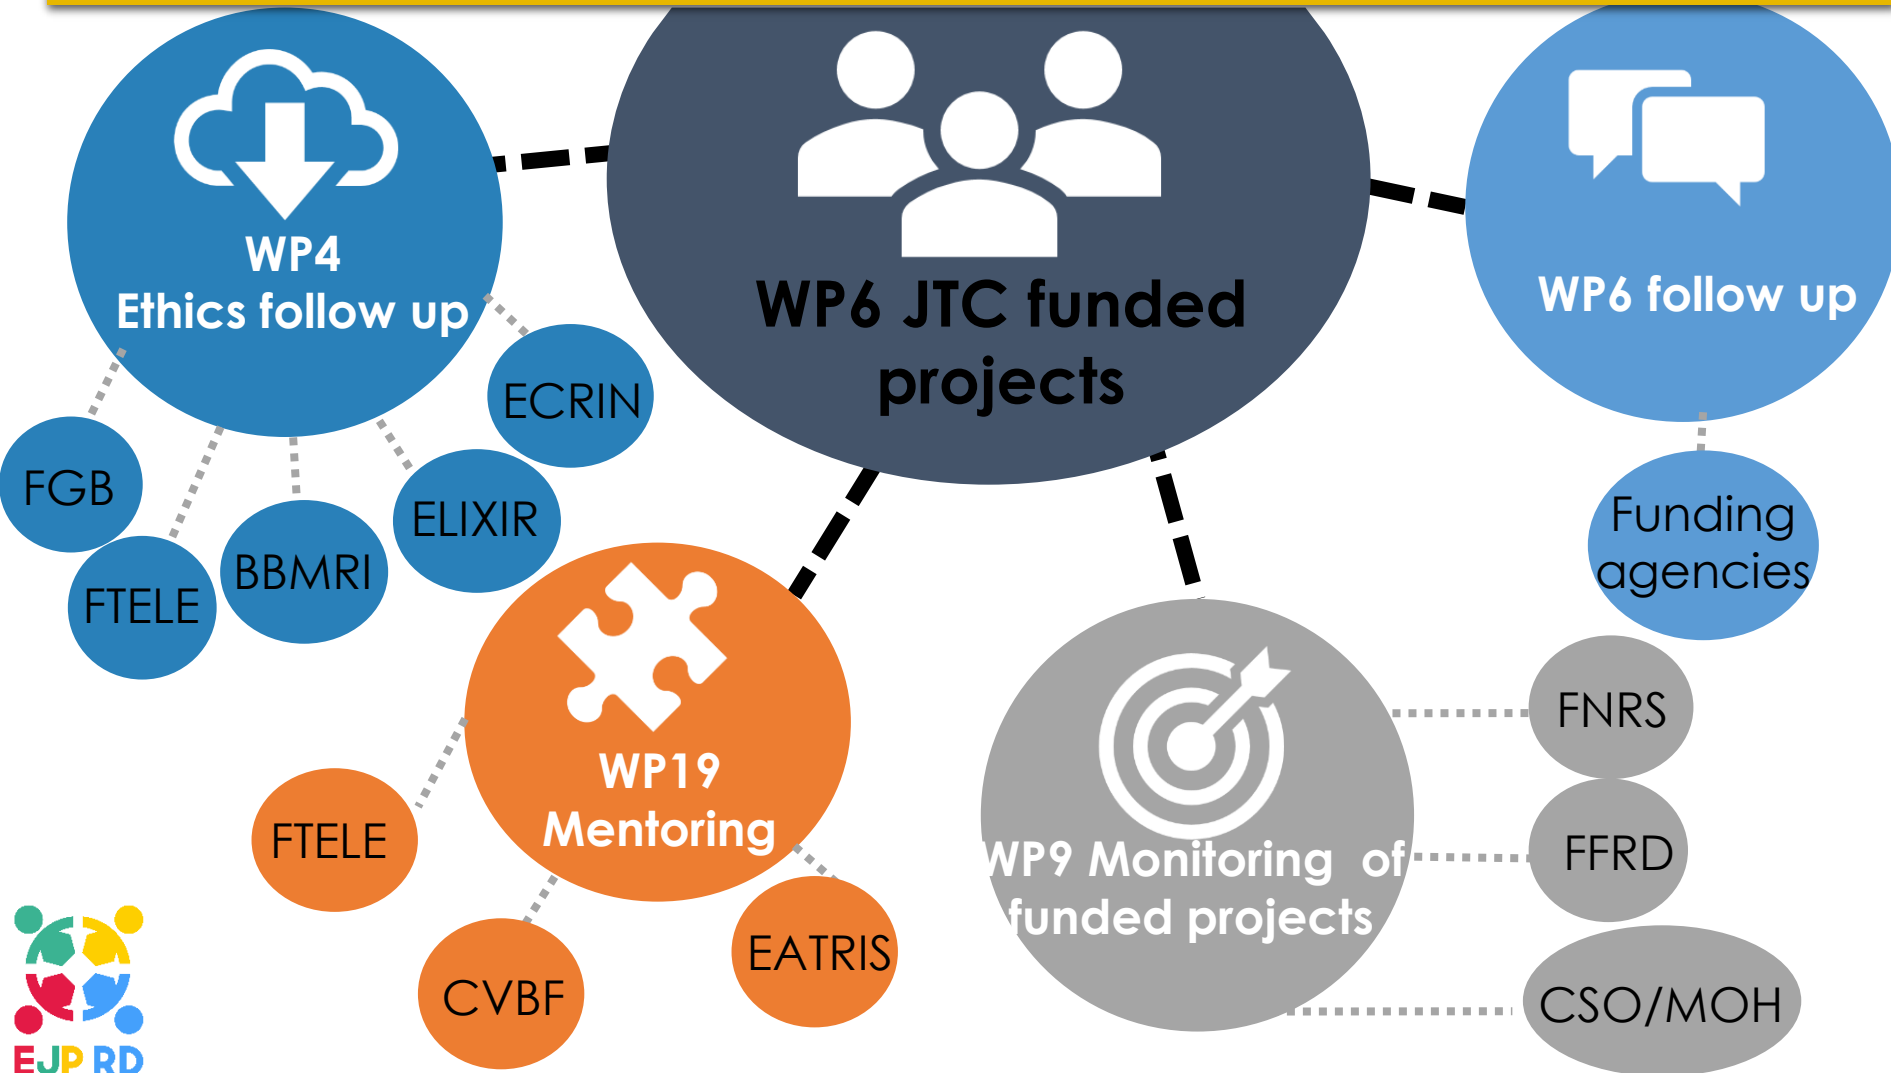 WP4
Ethics follow up
WP6 JTC funded
projects
WP6 follow up
ECRIN
FGB
ELIXIR
BBMRI
FTELE
Funding
agencies
WP19
Mentoring
FTELE
CVBF
EATRIS
WP9 Monitoring of
funded projects
FNRS
FFRD
CSO/MOH
EJP RD